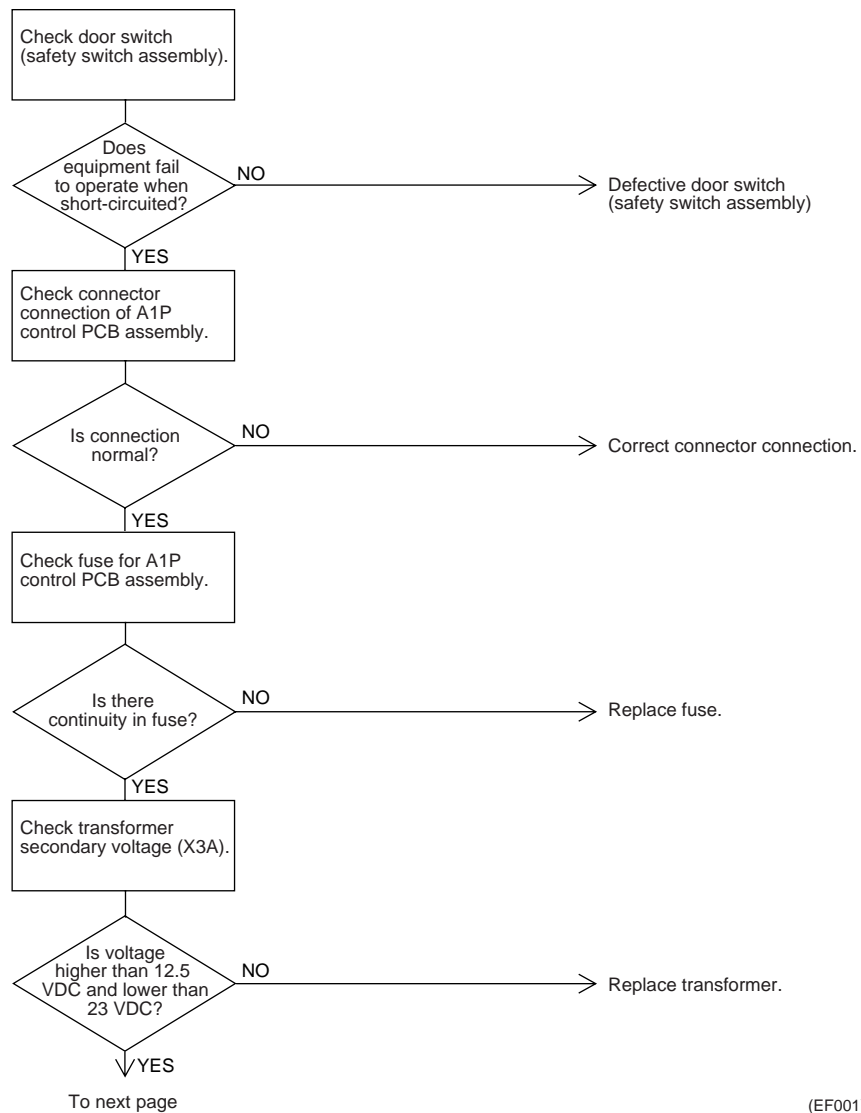 Check door switch
(safety switch assembly).
Does
equipment fail
to operate when
short-circuited?
NO
Defective door switch
(safety switch assembly)
YES
Check connector
connection of A1P
control PCB assembly.
Is connection
normal?
NO
Correct connector connection.
YES
Check fuse for A1P
control PCB assembly.
Is there
continuity in fuse?
NO
Replace fuse.
YES
Check transformer
secondary voltage (X3A).
Is voltage
higher than 12.5
VDC and lower than
23 VDC?
NO
Replace transformer.
YES
To next page
(EF001